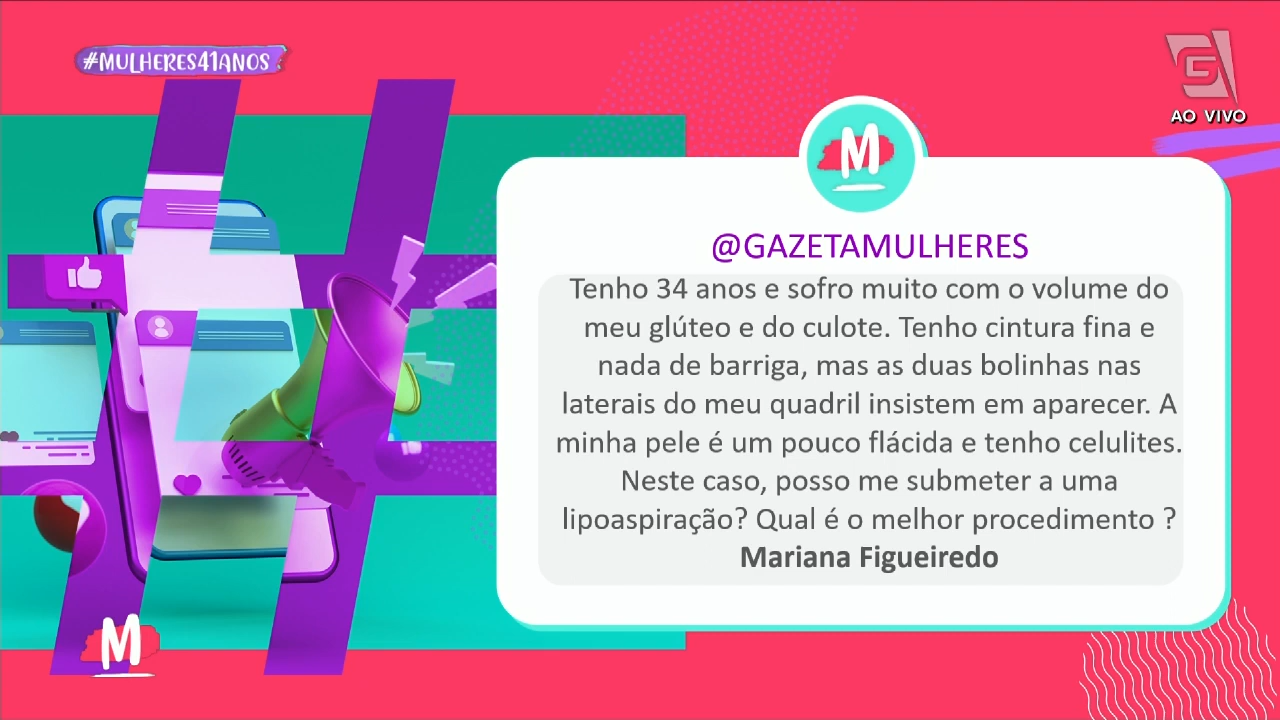 #MULHERES41ANOS
G
AO VIVO
M
@GAZETAMULHERES
Tenho 34 anos e sofro muito com o volume do
meu glúteo e do culote. Tenho cintura fina e
nada de barriga, mas as duas bolinhas nas
laterais do meu quadril insistem em aparecer. A
minha pele é um pouco flácida e tenho celulites.
Neste caso, posso me submeter a uma
lipoaspiração? Qual é o melhor procedimento ?
Mariana Figueiredo
M